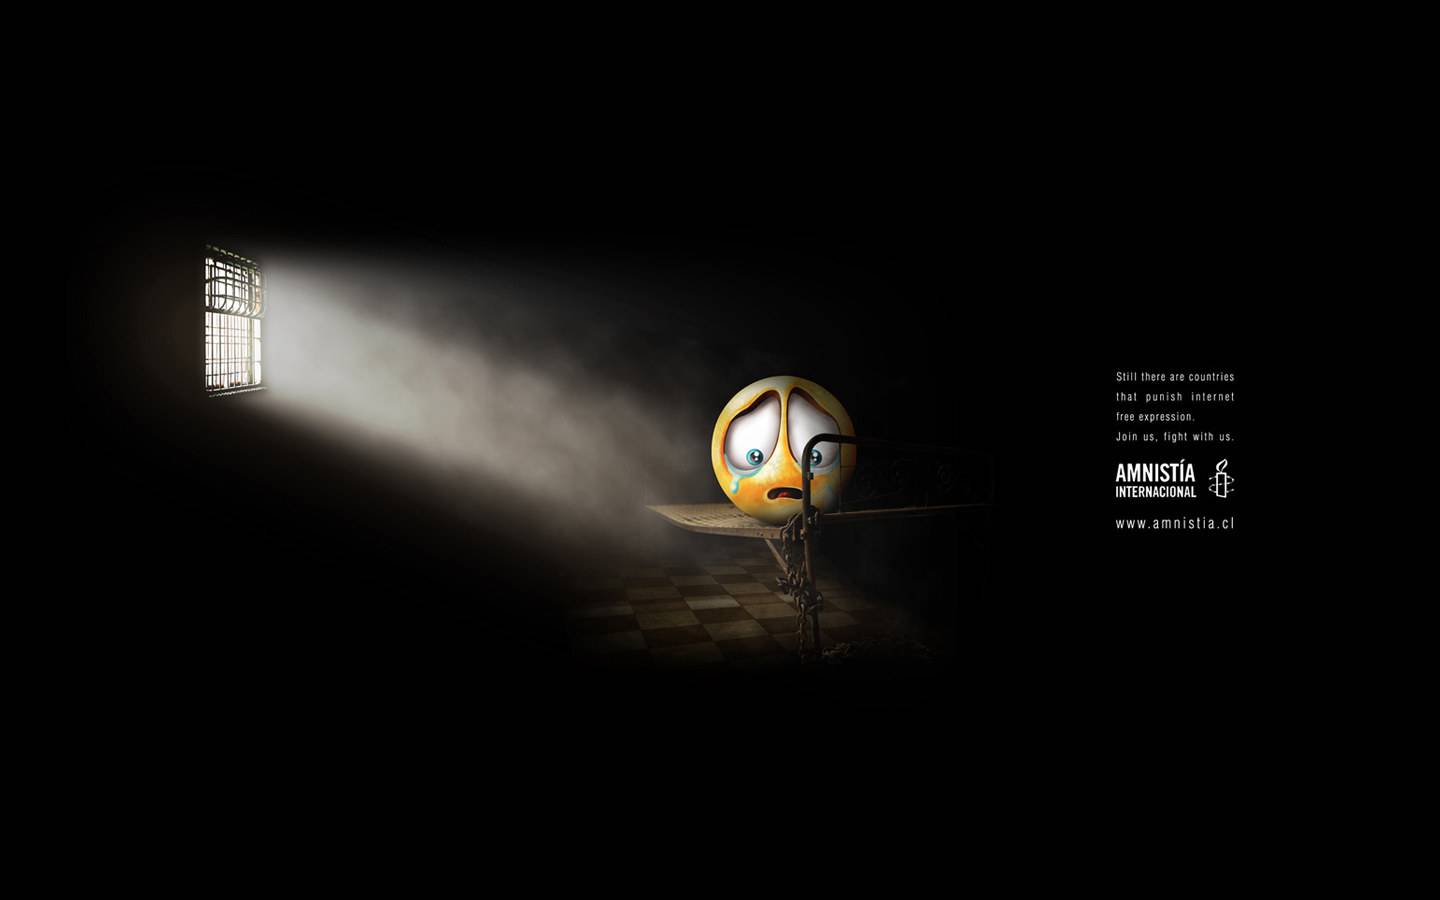 Still there are countries
that punish internet
free expression.
Join us, fight with us.
AMNISTÍA
INTERNACIONAL
www.amnistia.cl